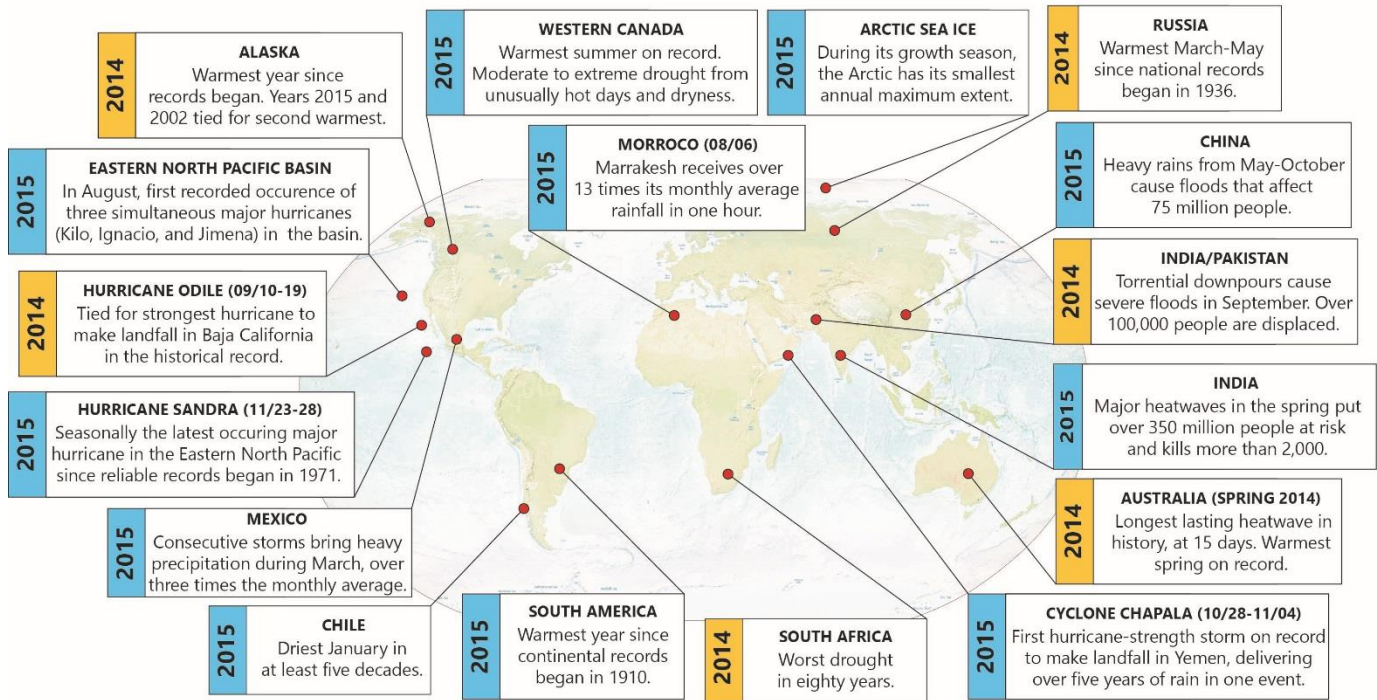 2014
ALASKA
Warmest year since
records began. Years 2015 and
2002 tied for second warmest.
2015
WESTERN CANADA
Warmest summer on record.
Moderate to extreme drought from
unusually hot days and dryness.
2015
ARCTIC SEA ICE
During its growth season,
the Arctic has its smallest
annual maximum extent.
2014
RUSSIA
Warmest March-May
since national records
began in 1936.
2015
EASTERN NORTH PACIFIC BASIN
In August, first recorded occurence of
three simultaneous major hurricanes
(Kilo, Ignacio, and Jimena) in the basin.
2015
MORROCO (08/06)
Marrakesh receives over
13 times its monthly average
rainfall in one hour.
2015
CHINA
Heavy rains from May-October
cause floods that affect
75 million people.
2014
HURRICANE ODILE (09/10-19)
Tied for strongest hurricane to
make landfall in Baja California
in the historical record.
2014
INDIA/PAKISTAN
Torrential downpours cause
severe floods in September. Over
100,000 people are displaced.
2015
HURRICANE SANDRA (11/23-28)
Seasonally the latest occuring major
hurricane in the Eastern North Pacific
since reliable records began in 1971.
2015
INDIA
Major heatwaves in the spring put
over 350 million people at risk
and kills more than 2,000.
2015
MEXICO
Consecutive storms bring heavy
precipitation during March, over
three times the monthly average.
2014
AUSTRALIA (SPRING 2014)
Longest lasting heatwave in
history, at 15 days. Warmest
spring on record.
2015
CHILE
Driest January in
at least five decades.
2015
SOUTH AMERICA
Warmest year since
continental records
began in 1910.
2014
SOUTH AFRICA
Worst drought
in eighty years.
2015
CYCLONE CHAPALA (10/28-11/04)
First hurricane-strength storm on record
to make landfall in Yemen, delivering
over five years of rain in one event.